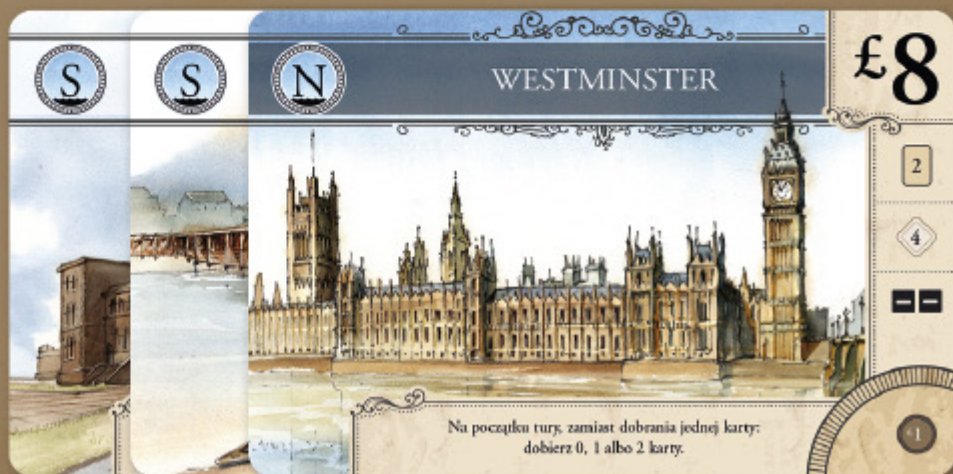 S
S
N
WESTMINSTER
£8
2
4
Na początku tury, zamiast dobrania jednej karty:
dobierz 0, 1 albo 2 karty.
+1